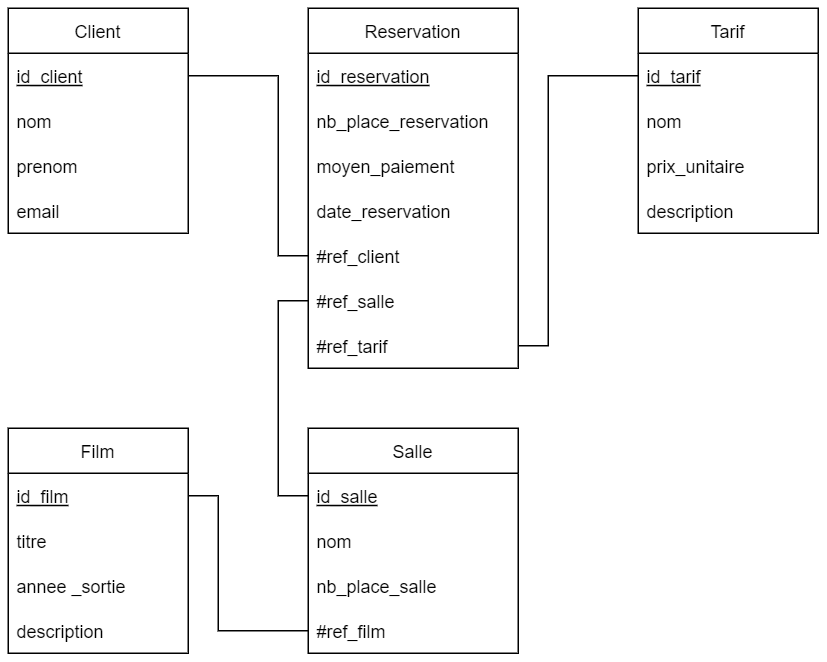 Client
id_client
nom
prenom
email
Reservation
id_reservation
nb_place_reservation
moyen_paiement
date_reservation
#ref_client
#ref_salle
#ref_tarif
Tarif
id_tarif
nom
prix_unitaire
description
Film
id_film
titre
annee _sortie
description
Salle
id_salle
nom
nb_place_salle
#ref_film